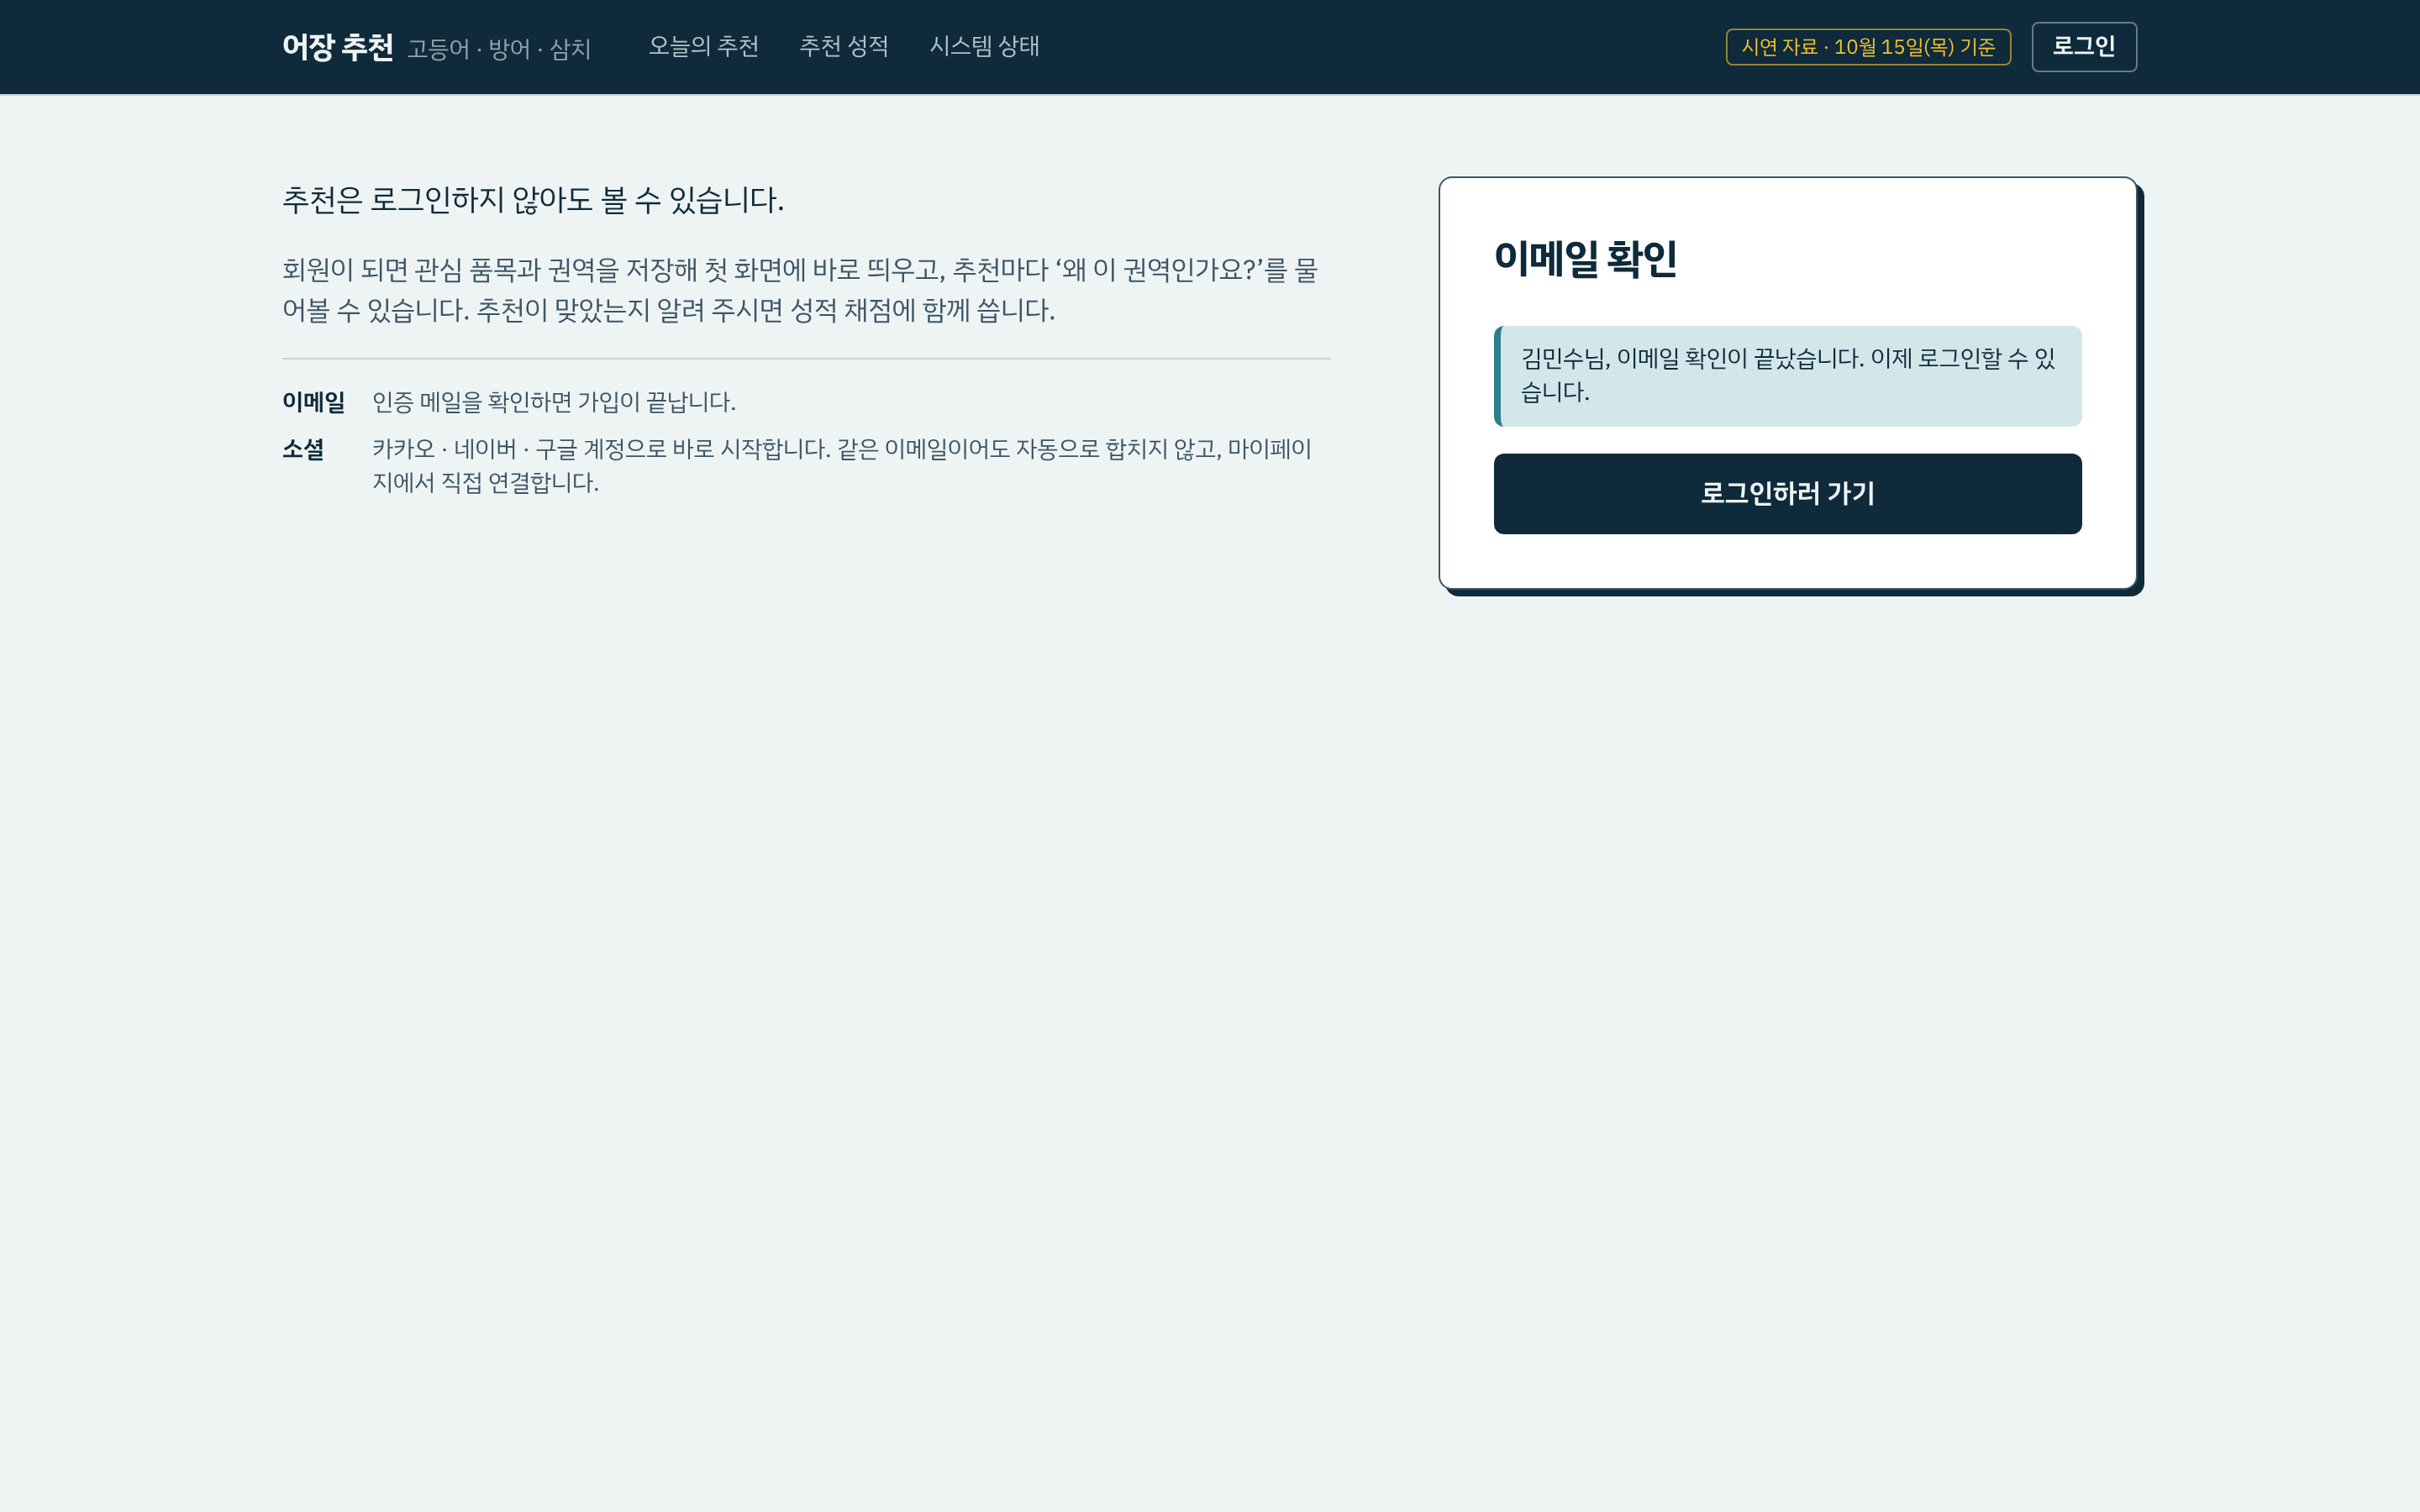 어장 추천 고등어 · 방어 · 삼치 오늘의 추천 추천 성적 시스템 상태 시연 자료 · 10월 15일(목) 기준 로그인
추천은 로그인하지 않아도 볼 수 있습니다.
회원이 되면 관심 품목과 권역을 저장해 첫 화면에 바로 띄우고, 추천마다 ‘왜 이 권역인가요?’를 물
어볼 수 있습니다. 추천이 맞았는지 알려 주시면 성적 채점에 함께 씁니다.
이메일 인증 메일을 확인하면 가입이 끝납니다.
소셜 카카오 · 네이버 · 구글 계정으로 바로 시작합니다. 같은 이메일이어도 자동으로 합치지 않고, 마이페이
지에서 직접 연결합니다.
이메일 확인
김민수님, 이메일 확인이 끝났습니다. 이제 로그인할 수 있
습니다.
로그인하러 가기